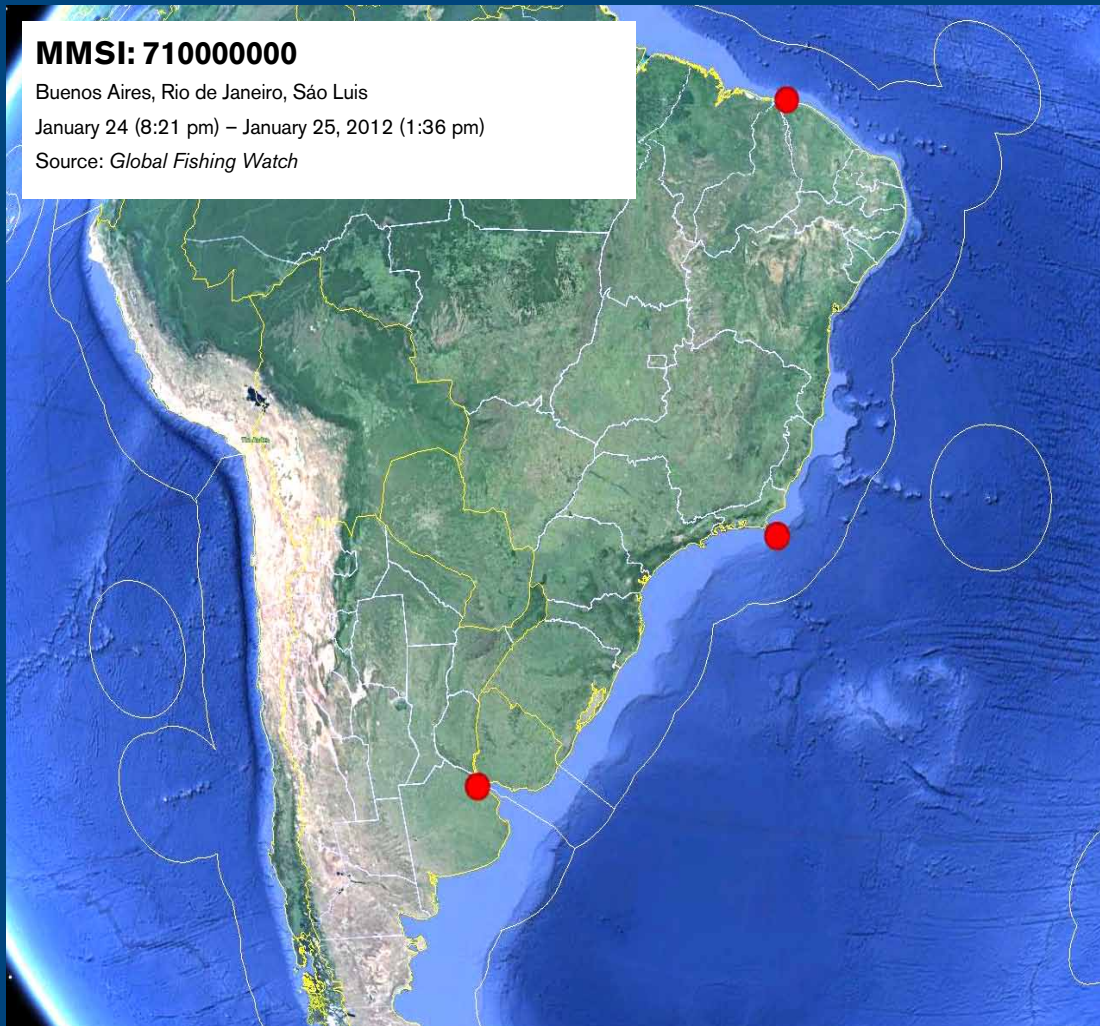 MMSI: 710000000
Buenos Aires, Rio de Janeiro, Sáo Luis
January 24 (8:21 pm) – January 25, 2012 (1:36 pm)
Source: Global Fishing Watch